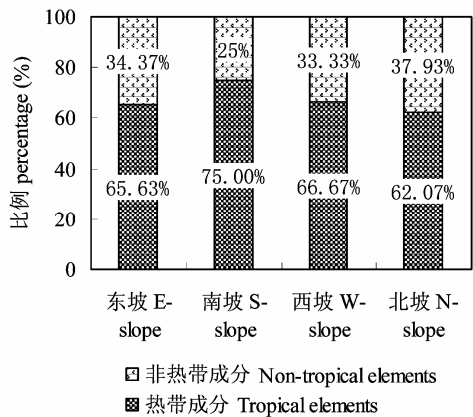 比例 percentage (%)
100
80
60
40
20
0
34.37%
25%
33.33%
37.93%
65.63%
75.00%
66.67%
62.07%
东坡 E-
slope
南坡 S-
slope
西坡 W-
slope
北坡 N-
slope
非热带成分 Non-tropical elements
热带成分 Tropical elements